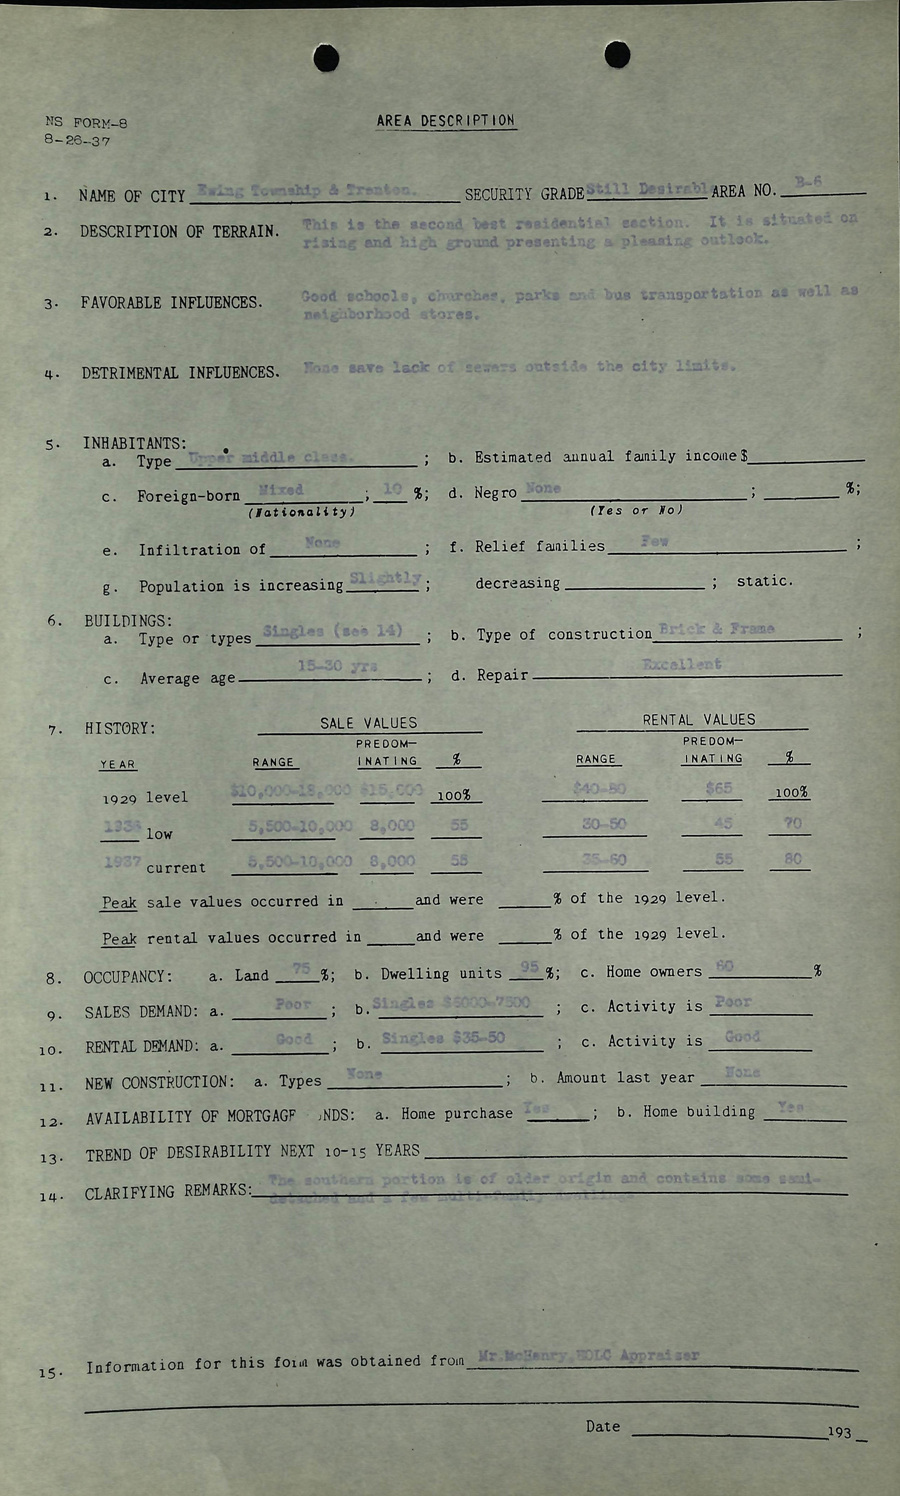 NS FORM-8
8-26-37
AREA DESCRIPTION
1. NAME OF CITY Ewing Township & Trenton. SECURITY GRADE Still Desirabl AREA NO. B-6
2. DESCRIPTION OF TERRAIN. This is the second best residential section. It is situated on
rising and high ground presenting a pleasing outlook.
3. FAVORABLE INFLUENCES. Good schools, churches, parks and bus transportation as well as
neighborhood stores.
4. DETRIMENTAL INFLUENCES. None save lack of sewers outside the city limits.
5. INHABITANTS:
a. Type Upper middle class. ; b. Estimated annual family income $
c. Foreign-born Mixed ; 10 %; d. Negro None ; %;
(Nationality) (Yes or No)
e. Infiltration of None ; f. Relief families Few ;
g. Population is increasing Slightly ; decreasing ; static.
6. BUILDINGS:
a. Type or types Singles (see 14) ; b. Type of construction Brick & Frame ;
c. Average age 15-30 yrs ; d. Repair Excellent
7. HISTORY: SALE VALUES RENTAL VALUES
PREDOM- PREDOM-
YEAR RANGE INATING % RANGE INATING %
1929 level $10,000-18,000 $15,000 100% $40-80 $65 100%
low 5,500-10,000 8,000 55 30-50 45 70
1937 current 5,500-10,000 8,000 55 35-60 55 80
Peak sale values occurred in and were % of the 1929 level.
Peak rental values occurred in and were % of the 1929 level.
8. OCCUPANCY: a. Land 75 %; b. Dwelling units 95 %; c. Home owners 60 %
9. SALES DEMAND: a. Poor ; b. Singles $5000-7500 ; c. Activity is Poor
10. RENTAL DEMAND: a. Good ; b. Singles $35-50 ; c. Activity is Good
11. NEW CONSTRUCTION: a. Types None ; b. Amount last year None
12. AVAILABILITY OF MORTGAGE NDS: a. Home purchase Yes ; b. Home building Yes
13. TREND OF DESIRABILITY NEXT 10-15 YEARS
14. CLARIFYING REMARKS: The southern portion is of older origin and contains some semi-
detached and a few multi-family dwellings
15. Information for this form was obtained from Mr. McHenry, HOLC Appraiser
Date 193